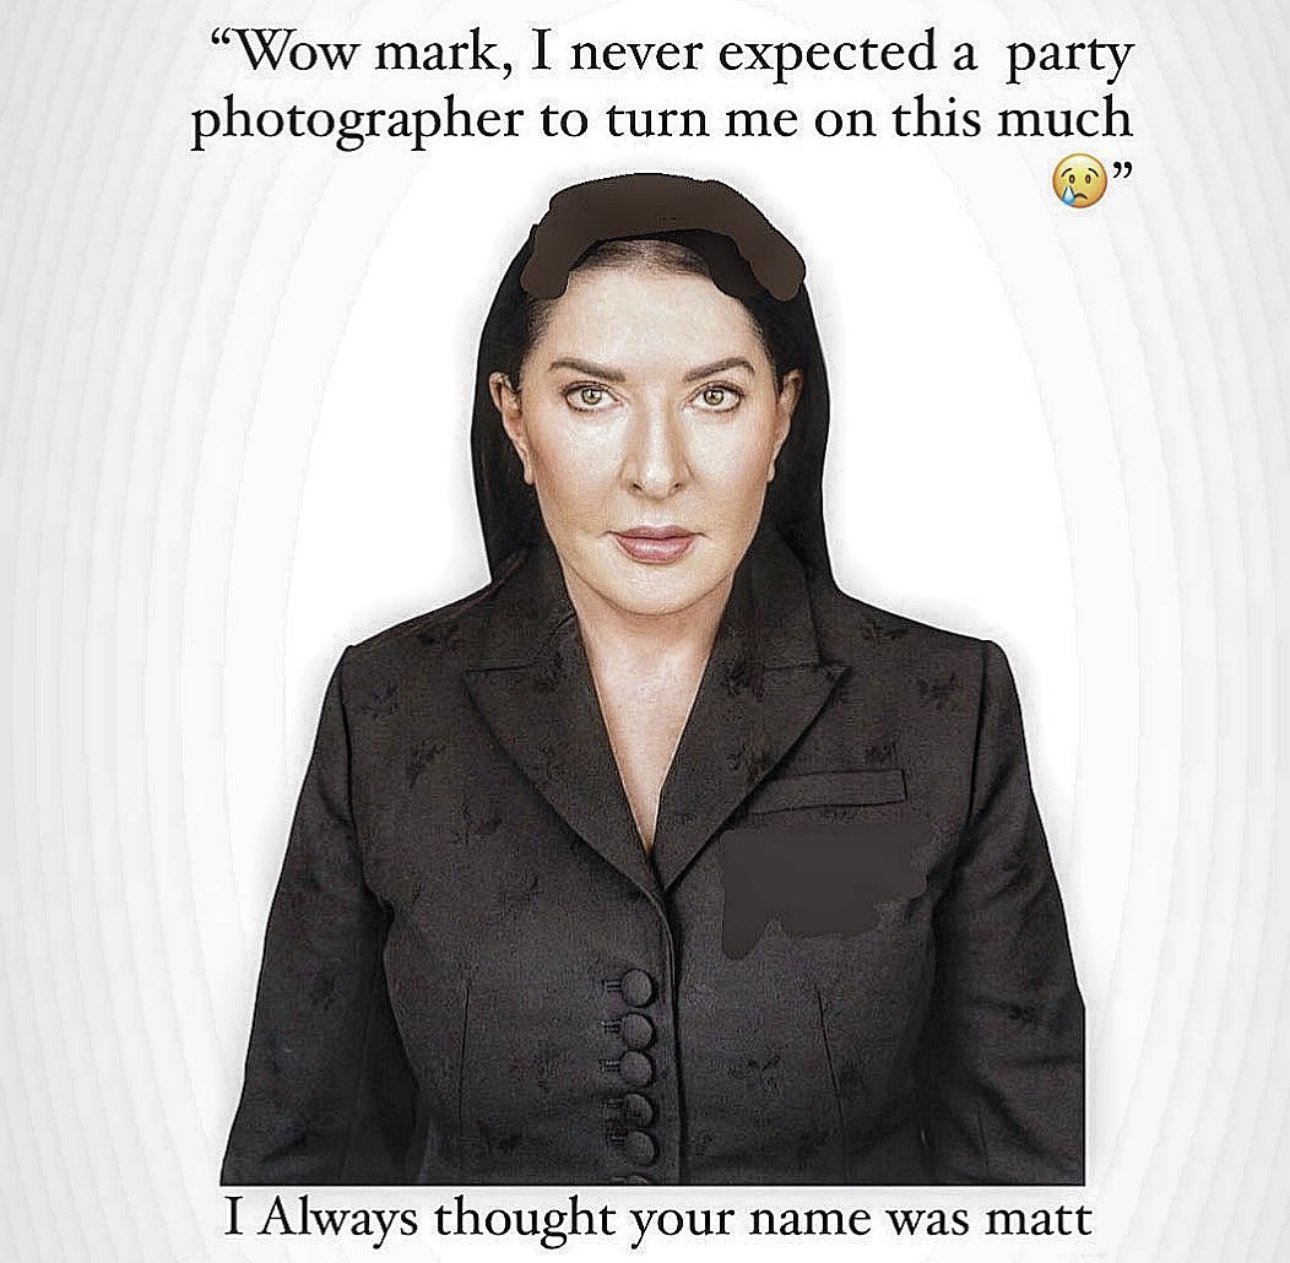 “Wow mark, I never expected a party
photographer to turn me on this much
😢”
I Always thought your name was matt